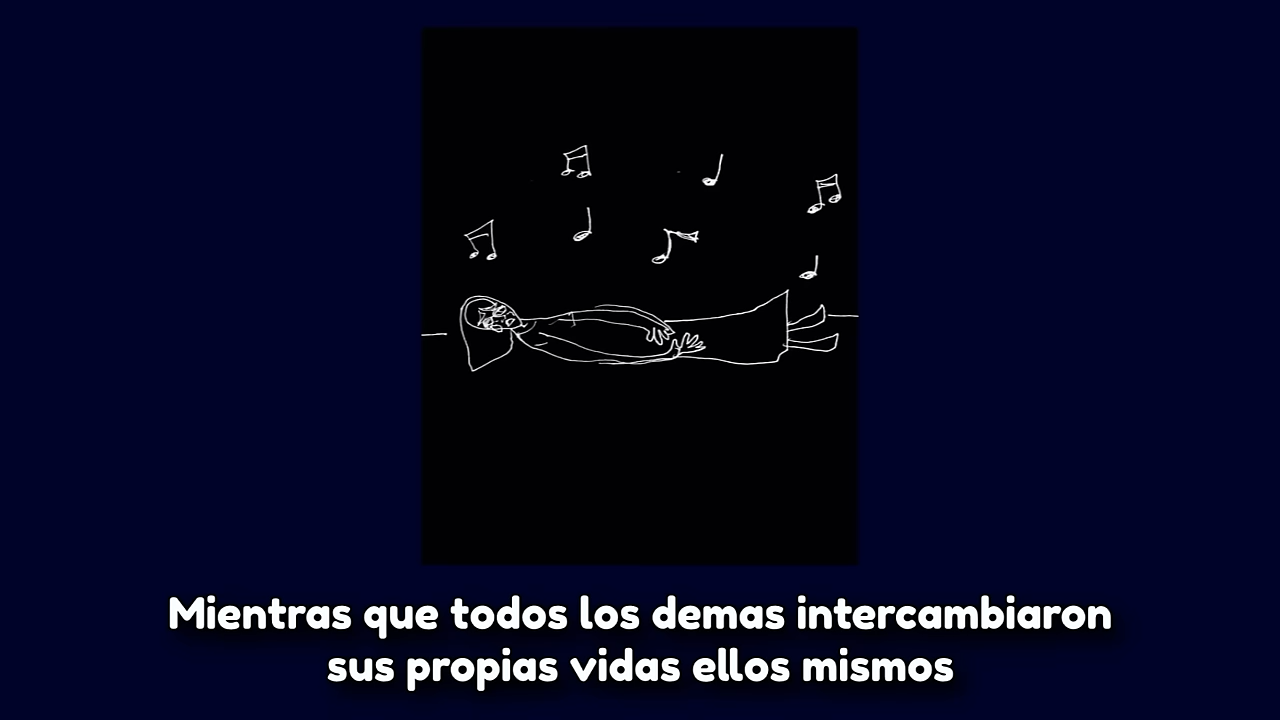 Mientras que todos los demas intercambiaron
sus propias vidas ellos mismos